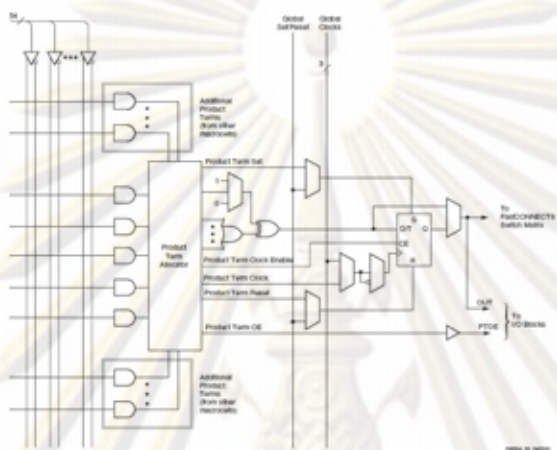 54
Global
Set/Reset
Global
Clocks
3
Additional
Product
Terms
(from other
macrocells)
Product Term Set
1
0
Product
Term
Allocator
S
D/T Q
CE
R
To
FastCONNECT
Switch Matrix
Product Term Clock Enable
Product Term Clock
Product Term Reset
Product Term OE
OUT
PTOE
To
I/O Blocks
Additional
Product
Terms
(from other
macrocells)